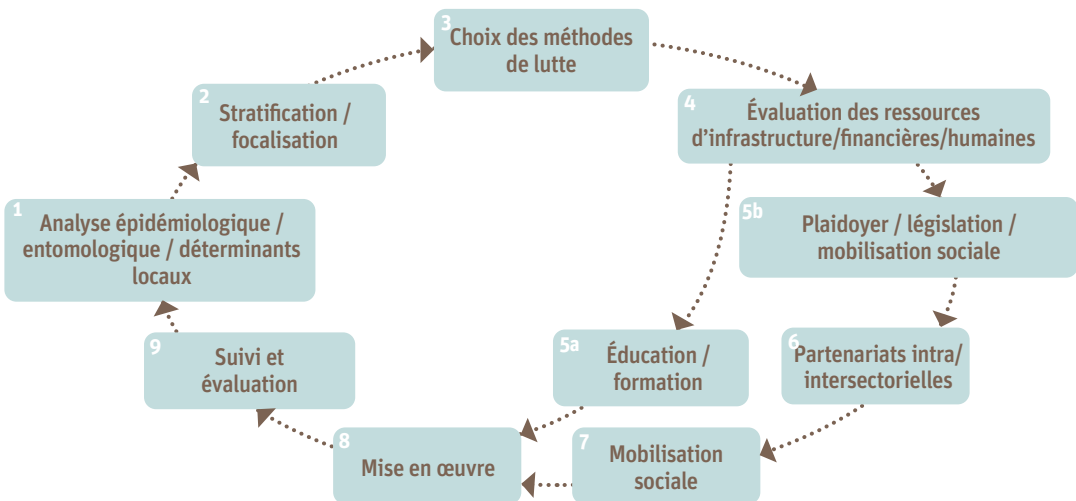 1
Analyse épidémiologique /
entomologique / déterminants
locaux
2
Stratification /
focalisation
3
Choix des méthodes
de lutte
4
Évaluation des ressources
d'infrastructure/financières/humaines
5a
Éducation /
formation
5b
Plaidoyer / législation /
mobilisation sociale
6
Partenariats intra/
intersectorielles
7
Mobilisation
sociale
8
Mise en œuvre
9
Suivi et
évaluation